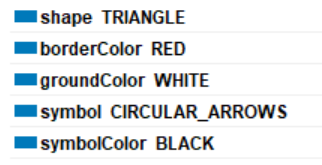 shape TRIANGLE
borderColor RED
groundColor WHITE
symbol CIRCULAR_ARROWS
symbolColor BLACK